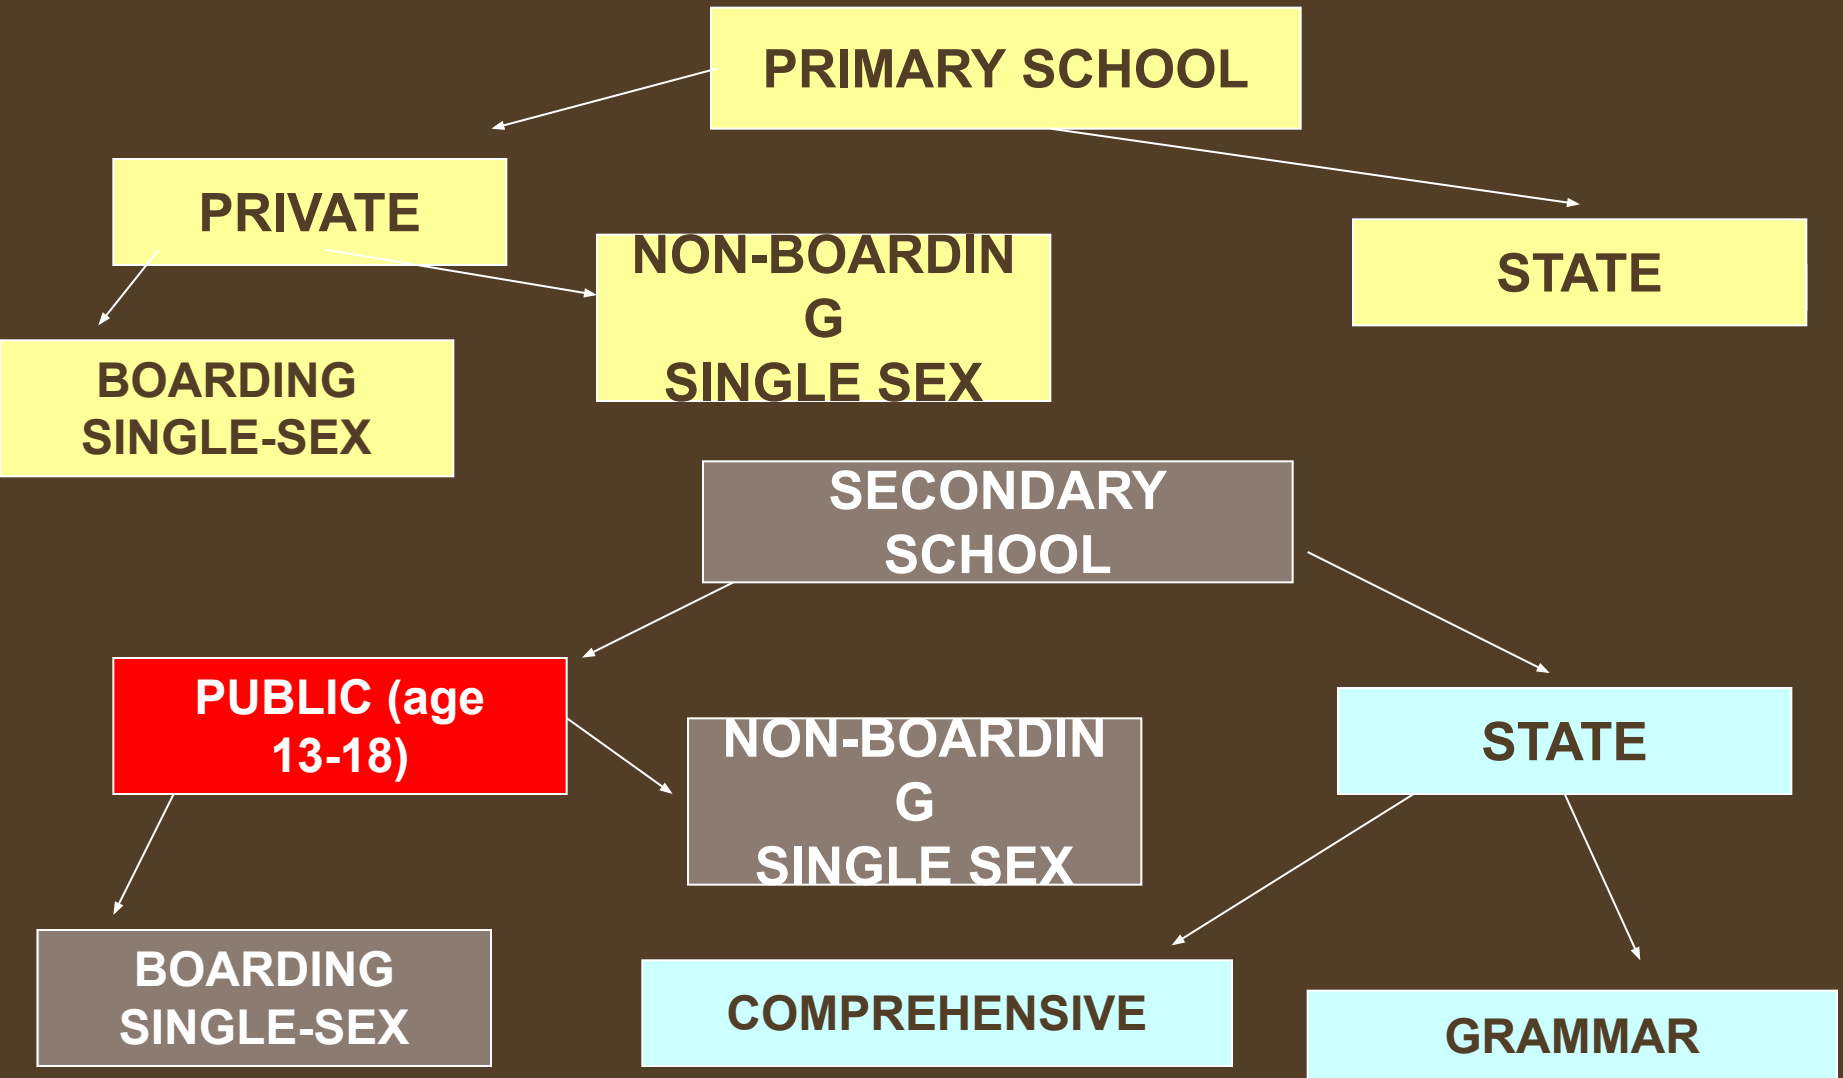 PRIMARY SCHOOL
PRIVATE
NON-BOARDIN
G
SINGLE SEX
STATE
BOARDING
SINGLE-SEX
SECONDARY
SCHOOL
PUBLIC (age
13-18)
NON-BOARDIN
G
SINGLE SEX
STATE
BOARDING
SINGLE-SEX
COMPREHENSIVE
GRAMMAR